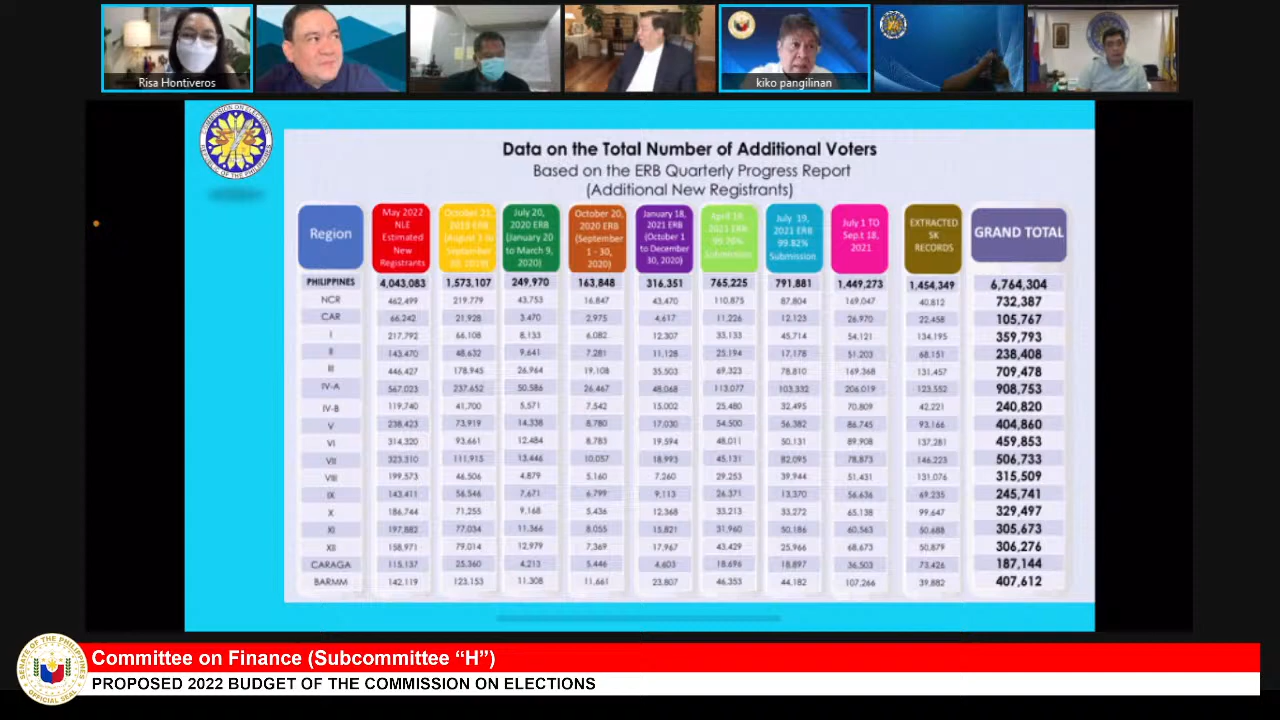 Risa Hontiveros
kiko pangilinan
COMMISSION ON ELECTIONS
REPUBLIC OF THE PHILIPPINES
Data on the Total Number of Additional Voters
Based on the ERB Quarterly Progress Report
(Additional New Registrants)
Region
May 2022
NLE
Estimated
New
Registrants
July 20,
2020 ERB
(January 20
to March 9,
2020)
October 20,
2020 ERB
(September
1 - 30,
2020)
January 18,
2021 ERB
(October 1
to December
30, 2020)
July 19,
2021 ERB
99.82%
Submission
July 1 TO
Sep.t 18,
2021
EXTRACTED
SK
RECORDS
GRAND TOTAL
PHILIPPINES 4,043,083 1,573,107 249,970 163,848 316,351 765,225 791,881 1,449,273 1,454,349 6,764,304
NCR 462,499 219,779 43,753 16,847 43,470 110,875 87,804 169,047 40,812 732,387
CAR 66,242 21,928 3,470 2,975 4,617 11,226 12,123 26,970 22,458 105,767
I 217,792 66,108 8,133 6,082 12,307 33,133 45,714 54,121 134,195 359,793
II 143,470 48,632 9,641 7,281 11,128 25,194 17,178 51,203 68,151 238,408
III 446,427 178,945 26,964 19,108 35,503 69,323 78,810 169,368 131,457 709,478
IV-A 567,023 237,652 50,586 26,467 48,068 113,077 103,332 206,019 123,552 908,753
IV-B 119,740 41,700 5,571 7,542 15,002 25,480 32,495 70,809 42,221 240,820
V 238,423 73,919 14,338 8,780 17,030 54,500 56,382 86,745 93,166 404,860
VI 314,320 93,661 12,484 8,783 19,594 48,011 50,131 89,908 137,281 459,853
VII 323,310 111,915 13,446 10,057 18,993 45,131 82,095 78,873 146,223 506,733
VIII 199,573 46,506 4,879 5,160 7,260 29,253 39,944 51,431 131,076 315,509
IX 143,411 56,546 7,671 6,799 9,113 26,371 13,370 56,636 69,235 245,741
X 186,744 71,255 9,168 5,436 12,368 33,213 33,272 65,138 99,647 329,497
XI 197,882 77,034 11,366 8,055 15,821 31,960 50,186 60,563 50,688 305,673
XII 158,971 79,014 12,979 7,369 17,967 43,429 25,966 68,673 50,879 306,276
CARAGA 115,137 25,360 4,213 5,446 4,603 18,696 18,897 36,503 73,426 187,144
BARMM 142,119 123,153 11,308 11,661 23,807 46,353 44,182 107,266 39,882 407,612
SENATE OF THE PHILIPPINES
OFFICIAL SEAL
Committee on Finance (Subcommittee “H”)
PROPOSED 2022 BUDGET OF THE COMMISSION ON ELECTIONS